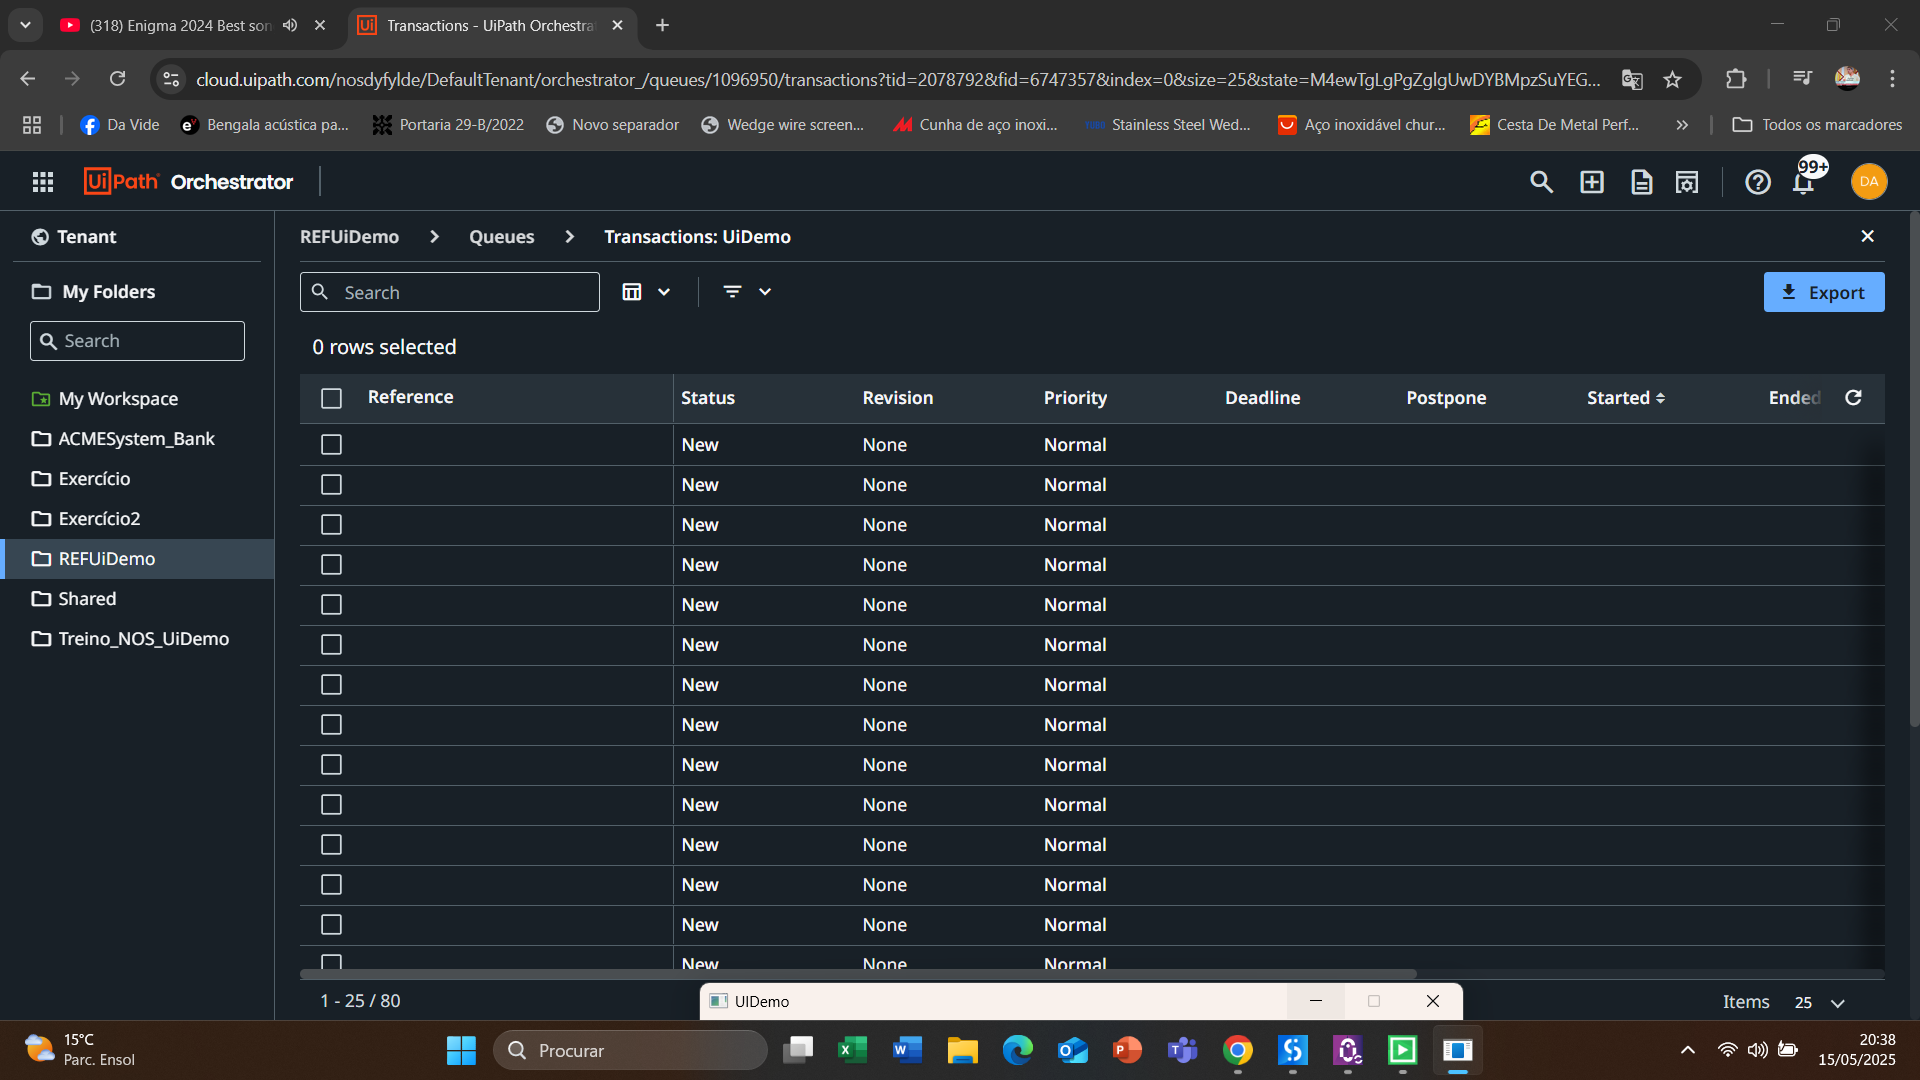 (318) Enigma 2024 Best son
Transactions - UiPath Orchestra
cloud.uipath.com/nosdyfylde/DefaultTenant/orchestrator_/queues/1096950/transactions?tid=2078792&fid=6747357&index=0&size=25&state=M4ewTgLgPgZglgUwDYBMpzSuYEG...
Da Vide
Bengala acústica pa...
Portaria 29-B/2022
Novo separador
Wedge wire screen...
Cunha de aço inoxi...
Stainless Steel Wed...
Aço inoxidável chur...
Cesta De Metal Perf...
Todos os marcadores
UiPath Orchestrator
99+
DA
Tenant
REFUiDemo
Queues
Transactions: UiDemo
My Folders
Search
Export
Search
0 rows selected
My Workspace
ACMESystem_Bank
Exercício
Exercício2
REFUiDemo
Shared
Treino_NOS_UiDemo
Reference Status Revision Priority Deadline Postpone Started Ended
New None Normal
New None Normal
New None Normal
New None Normal
New None Normal
New None Normal
New None Normal
New None Normal
New None Normal
New None Normal
New None Normal
New None Normal
New None Normal
New None Normal
1 - 25 / 80
UIDemo
Items 25
15°C
Parc. Ensol
Procurar
20:38
15/05/2025